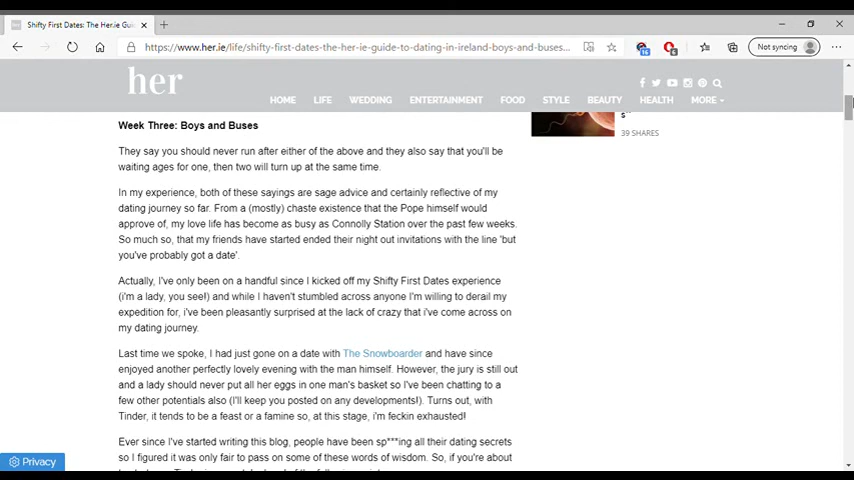 her Shifty First Dates: The Her.ie Gui
https://www.her.ie/life/shifty-first-dates-the-her-ie-guide-to-dating-in-ireland-boys-and-buses...
16
6
Not syncing
her
HOME LIFE WEDDING ENTERTAINMENT FOOD STYLE BEAUTY HEALTH MORE
39 SHARES
Week Three: Boys and Buses
They say you should never run after either of the above and they also say that you'll be
waiting ages for one, then two will turn up at the same time.
In my experience, both of these sayings are sage advice and certainly reflective of my
dating journey so far. From a (mostly) chaste existence that the Pope himself would
approve of, my love life has become as busy as Connolly Station over the past few weeks.
So much so, that my friends have started ended their night out invitations with the line 'but
you've probably got a date'.
Actually, I've only been on a handful since I kicked off my Shifty First Dates experience
(i'm a lady, you see!) and while I haven't stumbled across anyone I'm willing to derail my
expedition for, i've been pleasantly surprised at the lack of crazy that i've come across on
my dating journey.
Last time we spoke, I had just gone on a date with The Snowboarder and have since
enjoyed another perfectly lovely evening with the man himself. However, the jury is still out
and a lady should never put all her eggs in one man's basket so I've been chatting to a
few other potentials also (I'll keep you posted on any developments!). Turns out, with
Tinder, it tends to be a feast or a famine so, at this stage, i'm feckin exhausted!
Ever since I've started writing this blog, people have been sp***ing all their dating secrets
so I figured it was only fair to pass on some of these words of wisdom. So, if you're about
Privacy